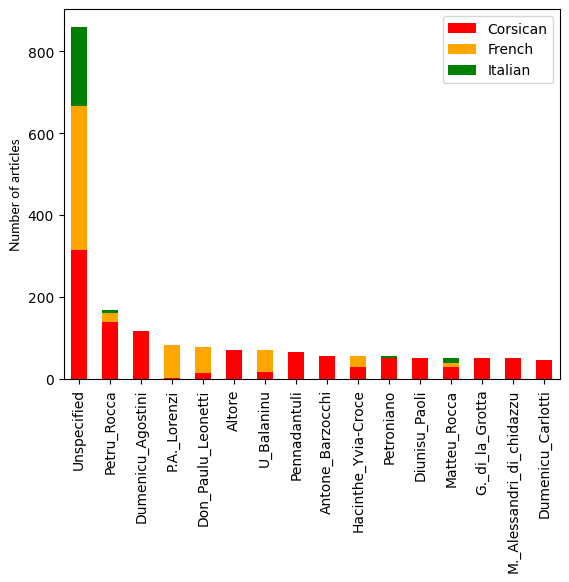 Corsican
French
Italian
Number of articles
800
600
400
200
0
Unspecified
Petru_Rocca
Dumenicu_Agostini
P.A._Lorenzi
Don_Paulu_Leonetti
Altore
U_Balaninu
Pennadantuli
Antone_Barzocchi
Hacinthe_Yvia-Croce
Petroniano
Diunisu_Paoli
Matteu_Rocca
G._di_la_Grotta
M._Alessandri_di_chidazzu
Dumenicu_Carlotti